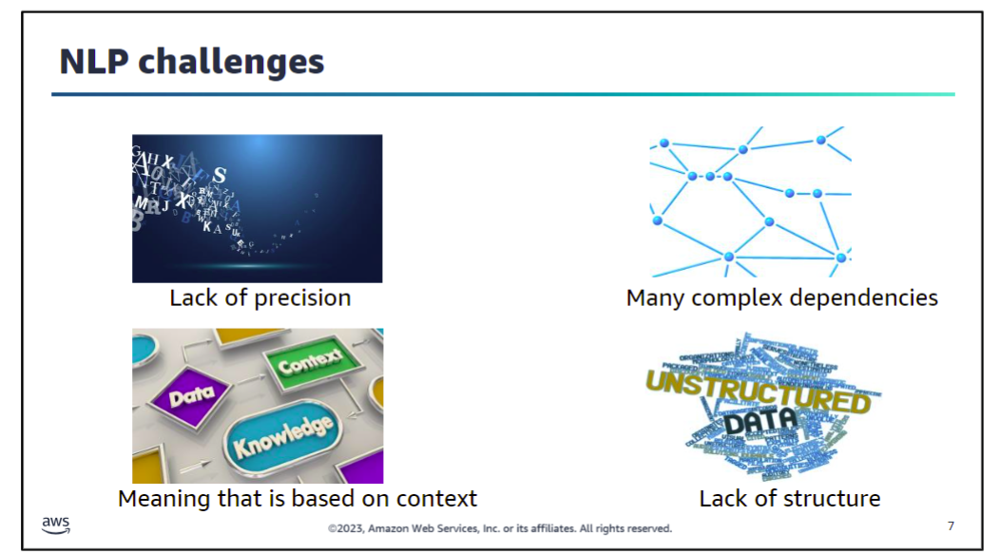 NLP challenges
Lack of precision
Many complex dependencies
Data
Context
Knowledge
Meaning that is based on context
UNSTRUCTURED
DATA
Lack of structure
aws
©2023, Amazon Web Services, Inc. or its affiliates. All rights reserved.
7